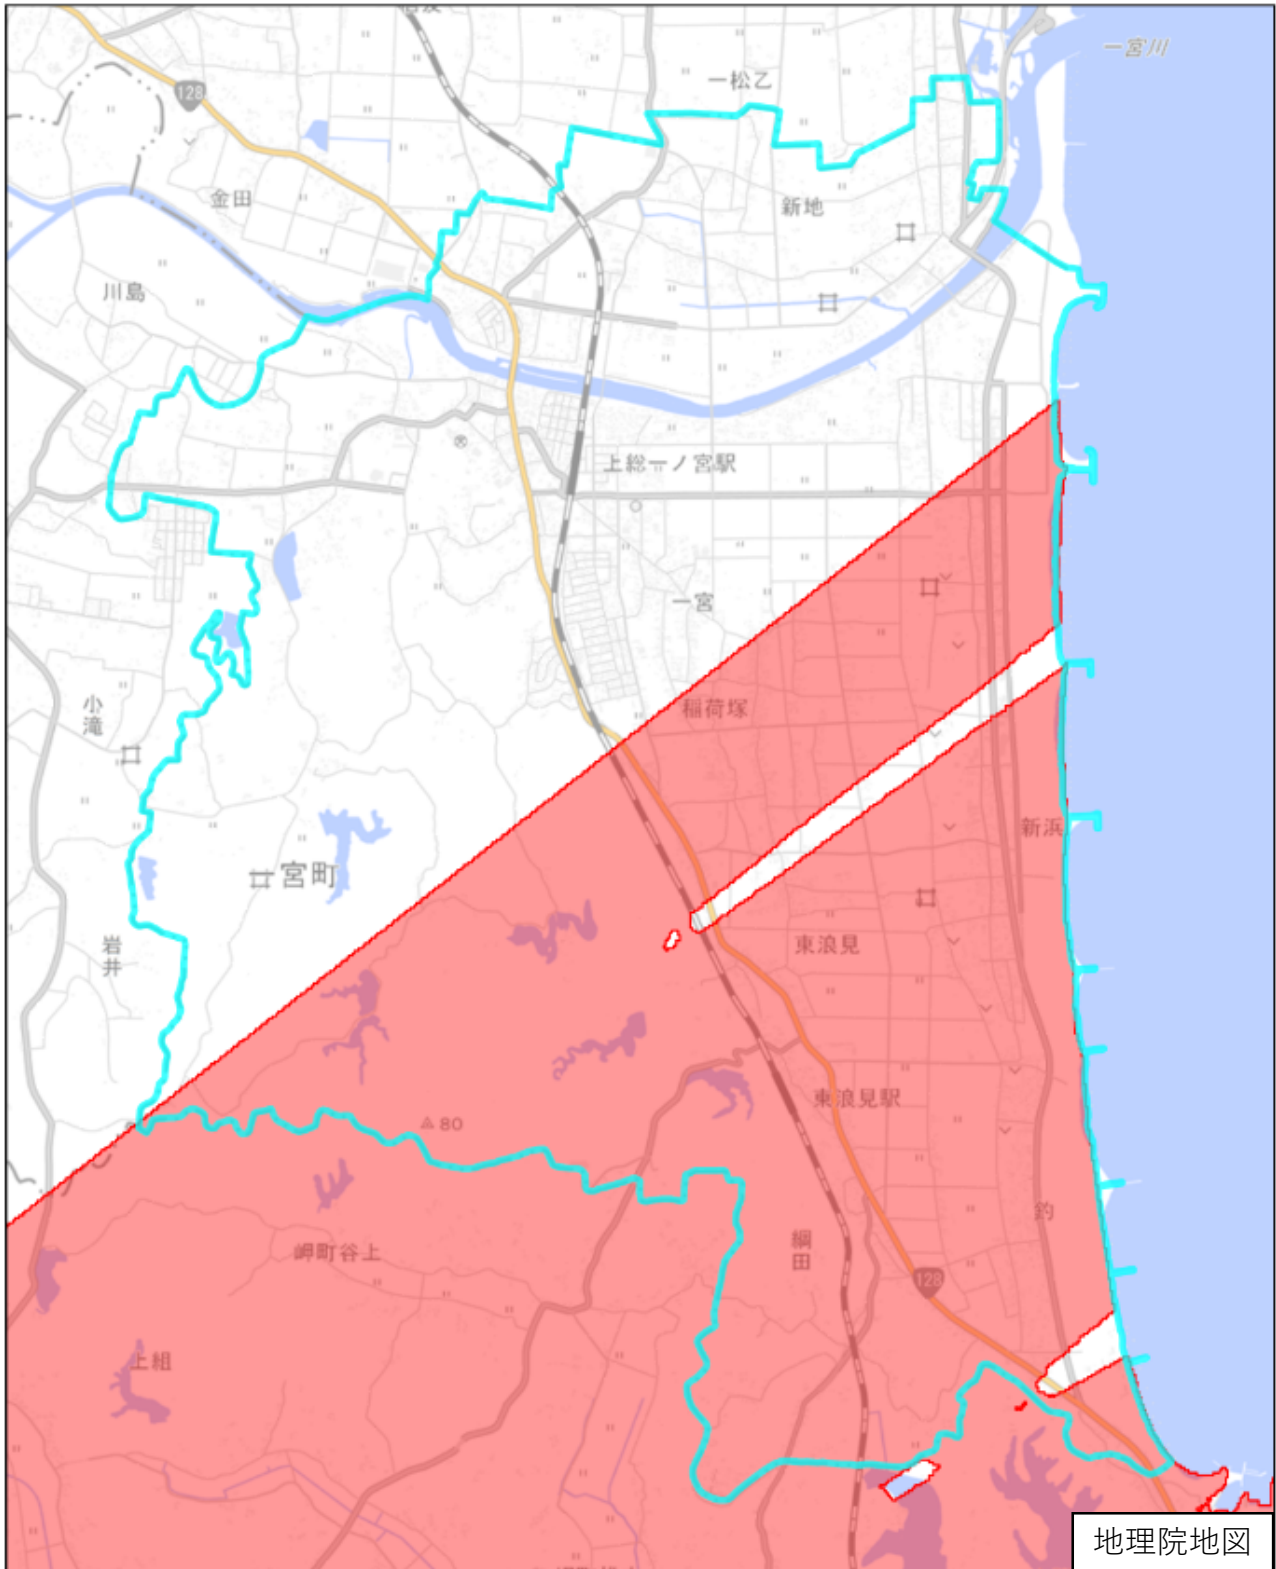 一宮川
一松乙
128
金田
新地
川島
上総一ノ宮駅
一宮
稲荷塚
小滝
新浜
一宮町
岩井
東浪見
東浪見駅
80
釣
綱田
岬町谷上
128
上組
地理院地図